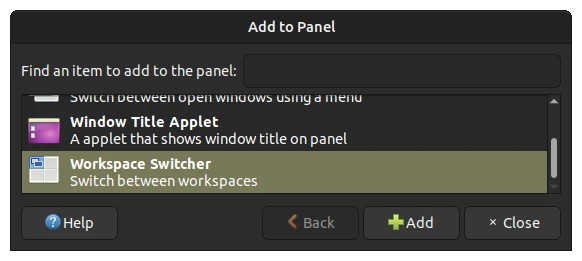 Add to Panel
Find an item to add to the panel:
Switch between open windows using a menu
Window Title Applet
A applet that shows window title on panel
Workspace Switcher
Switch between workspaces
Help
Back
Add
× Close